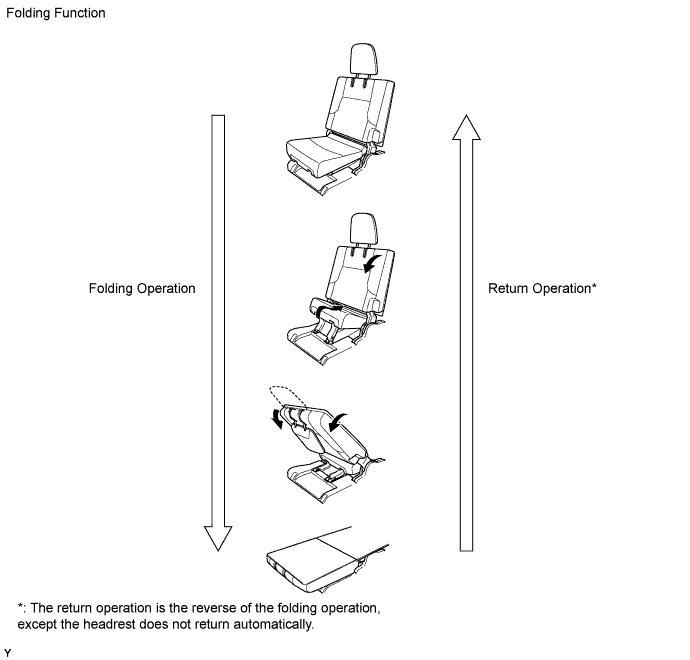 Folding Function
Folding Operation
Return Operation*
*: The return operation is the reverse of the folding operation,
except the headrest does not return automatically.
Y